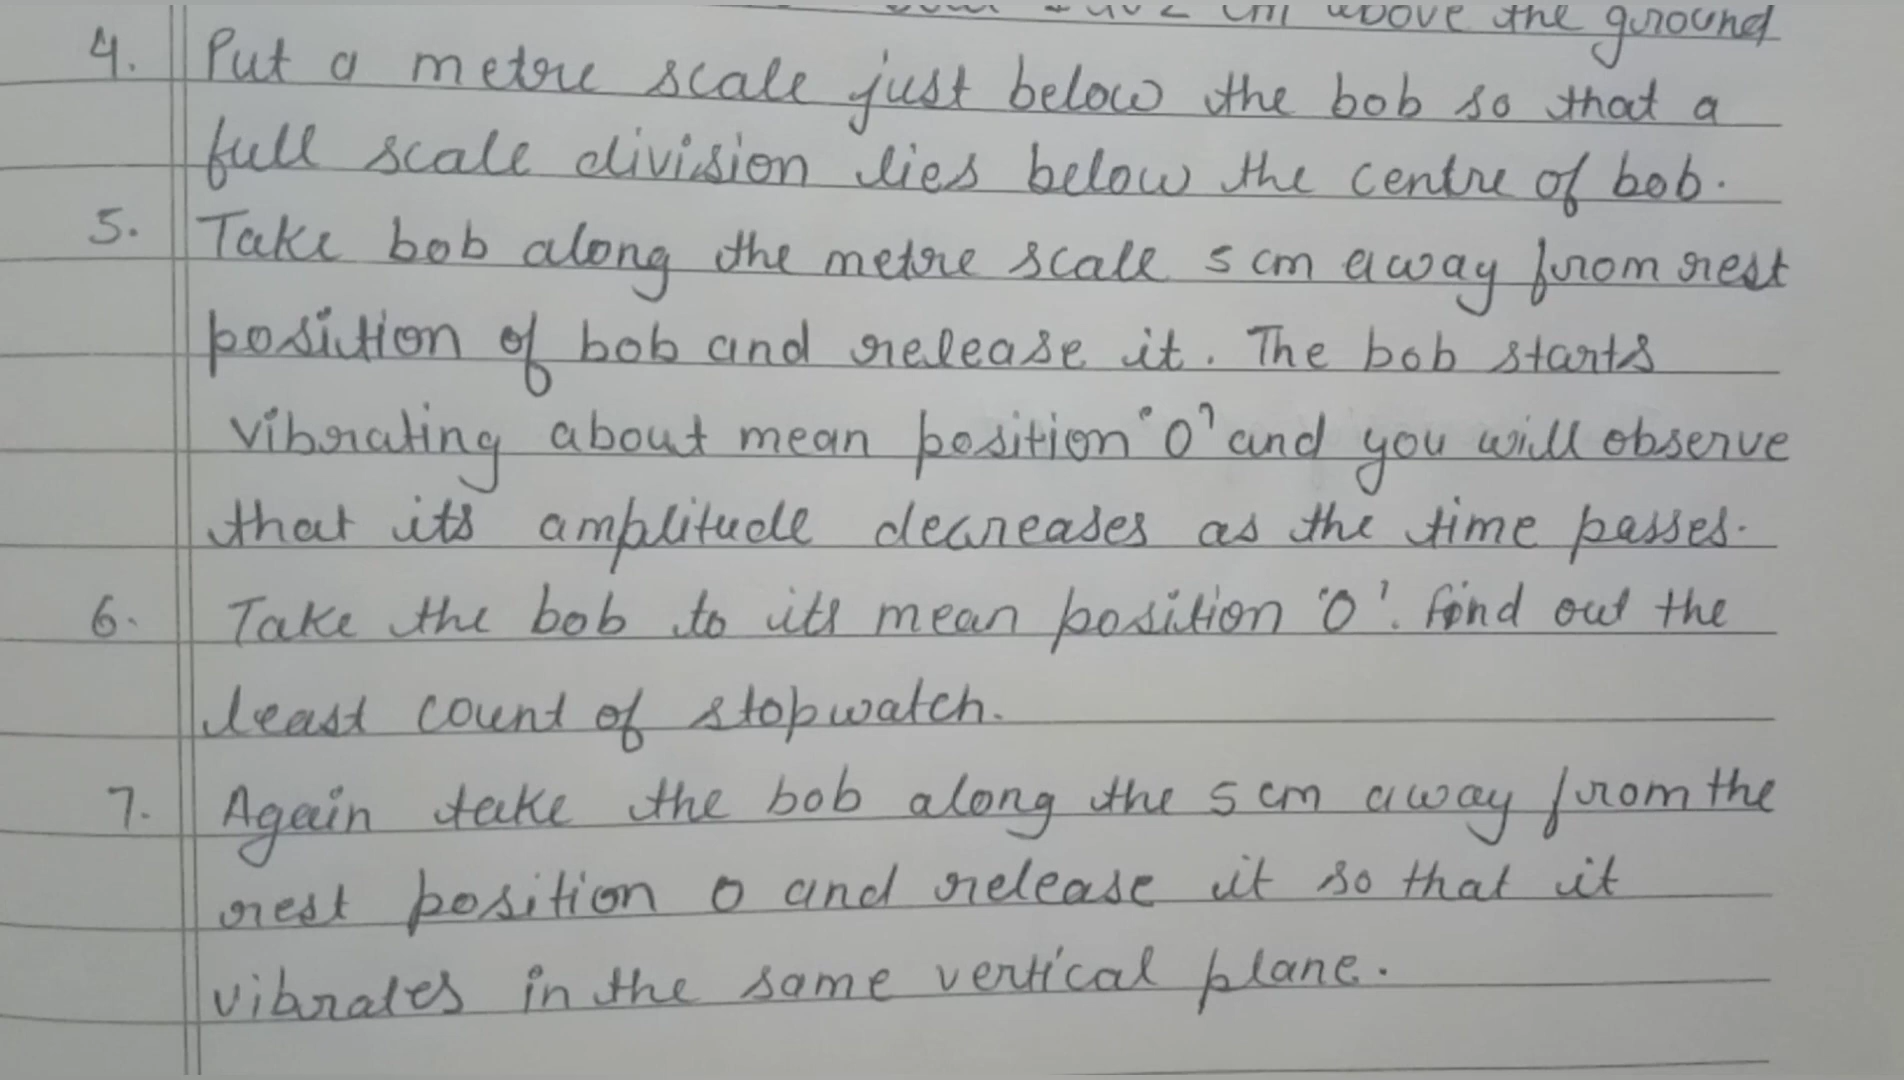 cm above the ground
4. Put a metre scale just below the bob so that a
full scale division lies below the centre of bob.
5. Take bob along the metre scale 5 cm away from rest
position of bob and release it. The bob starts
vibrating about mean position 'O' and you will observe
that its amplitude decreases as the time passes.
6. Take the bob to its mean position 'O'. find out the
least count of stopwatch.
7. Again take the bob along the 5 cm away from the
rest position O and release it so that it
vibrates in the same vertical plane.